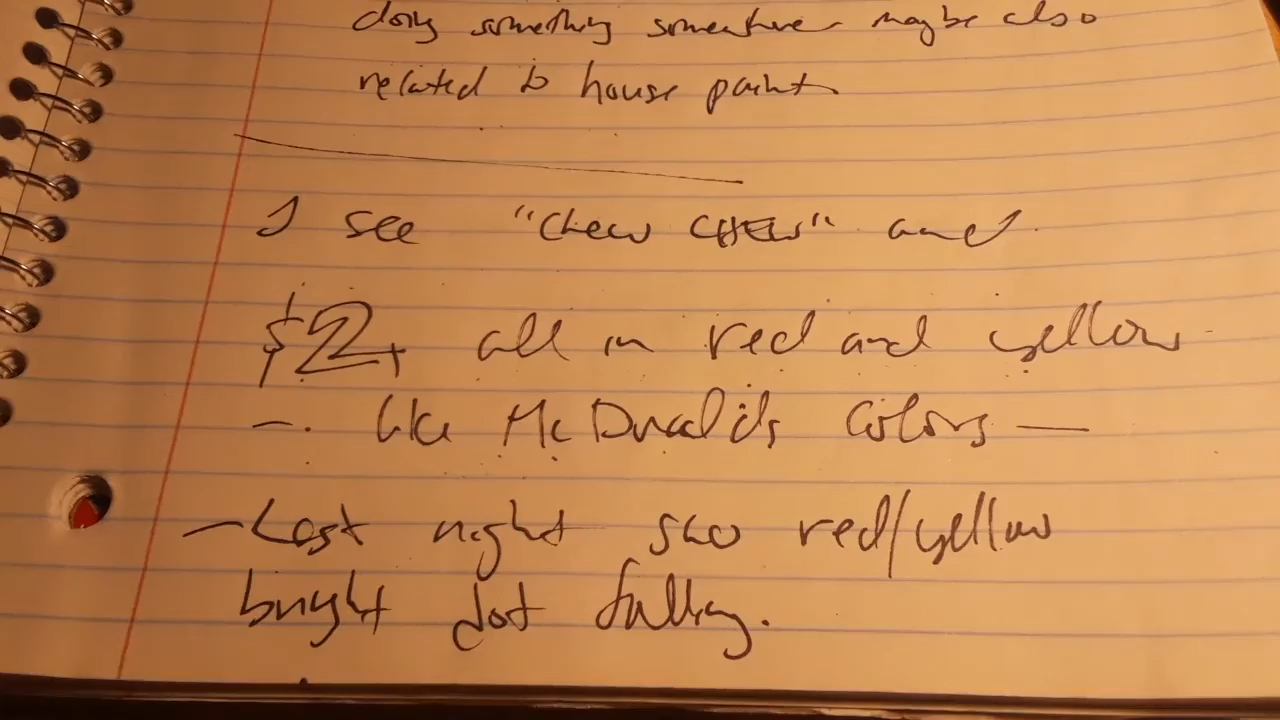 doing something somewhere maybe also
related to house paint
I see "Chew CHEW" and
$2, all in red and yellow
-. like McDonalds colors —
- Last night saw red/yellow
bright dot falling.